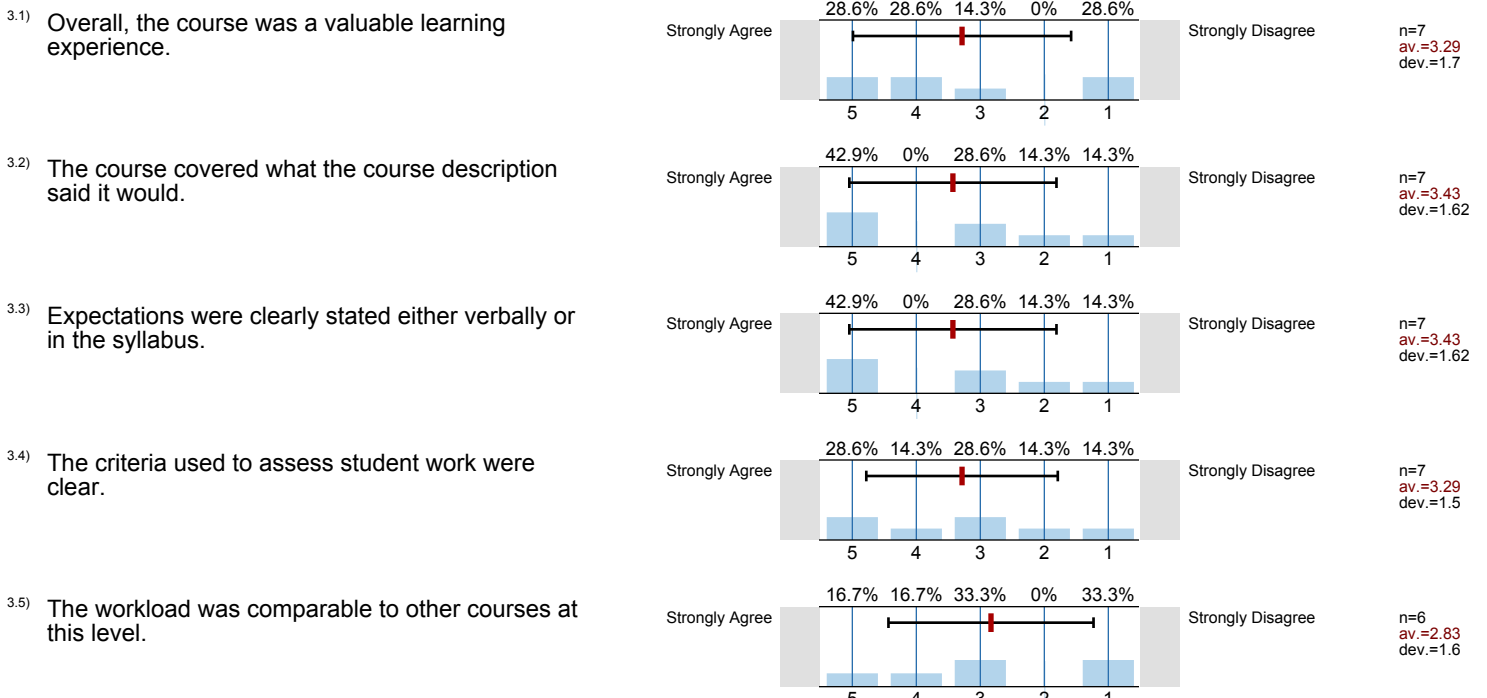 3.1) Overall, the course was a valuable learning
experience.
Strongly Agree
28.6% 28.6% 14.3% 0% 28.6%
5 4 3 2 1
Strongly Disagree
n=7
av.=3.29
dev.=1.7
3.2) The course covered what the course description
said it would.
Strongly Agree
42.9% 0% 28.6% 14.3% 14.3%
5 4 3 2 1
Strongly Disagree
n=7
av.=3.43
dev.=1.62
3.3) Expectations were clearly stated either verbally or
in the syllabus.
Strongly Agree
42.9% 0% 28.6% 14.3% 14.3%
5 4 3 2 1
Strongly Disagree
n=7
av.=3.43
dev.=1.62
3.4) The criteria used to assess student work were
clear.
Strongly Agree
28.6% 14.3% 28.6% 14.3% 14.3%
5 4 3 2 1
Strongly Disagree
n=7
av.=3.29
dev.=1.5
3.5) The workload was comparable to other courses at
this level.
Strongly Agree
16.7% 16.7% 33.3% 0% 33.3%
5 4 3 2 1
Strongly Disagree
n=6
av.=2.83
dev.=1.6